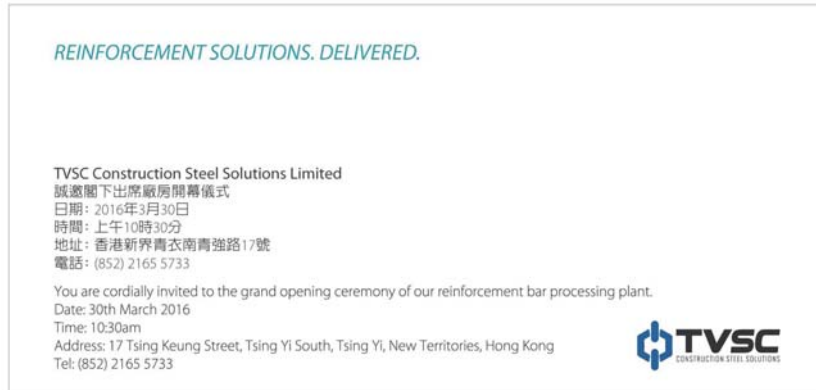 REINFORCEMENT SOLUTIONS. DELIVERED.
TVSC Construction Steel Solutions Limited
誠邀閣下出席廠房開幕儀式
日期：2016年3月30日
時間：上午10時30分
地址：香港新界青衣南青強路17號
電話：(852) 2165 5733
You are cordially invited to the grand opening ceremony of our reinforcement bar processing plant.
Date: 30th March 2016
Time: 10:30am
Address: 17 Tsing Keung Street, Tsing Yi South, Tsing Yi, New Territories, Hong Kong
Tel: (852) 2165 5733
TVSC
CONSTRUCTION STEEL SOLUTIONS